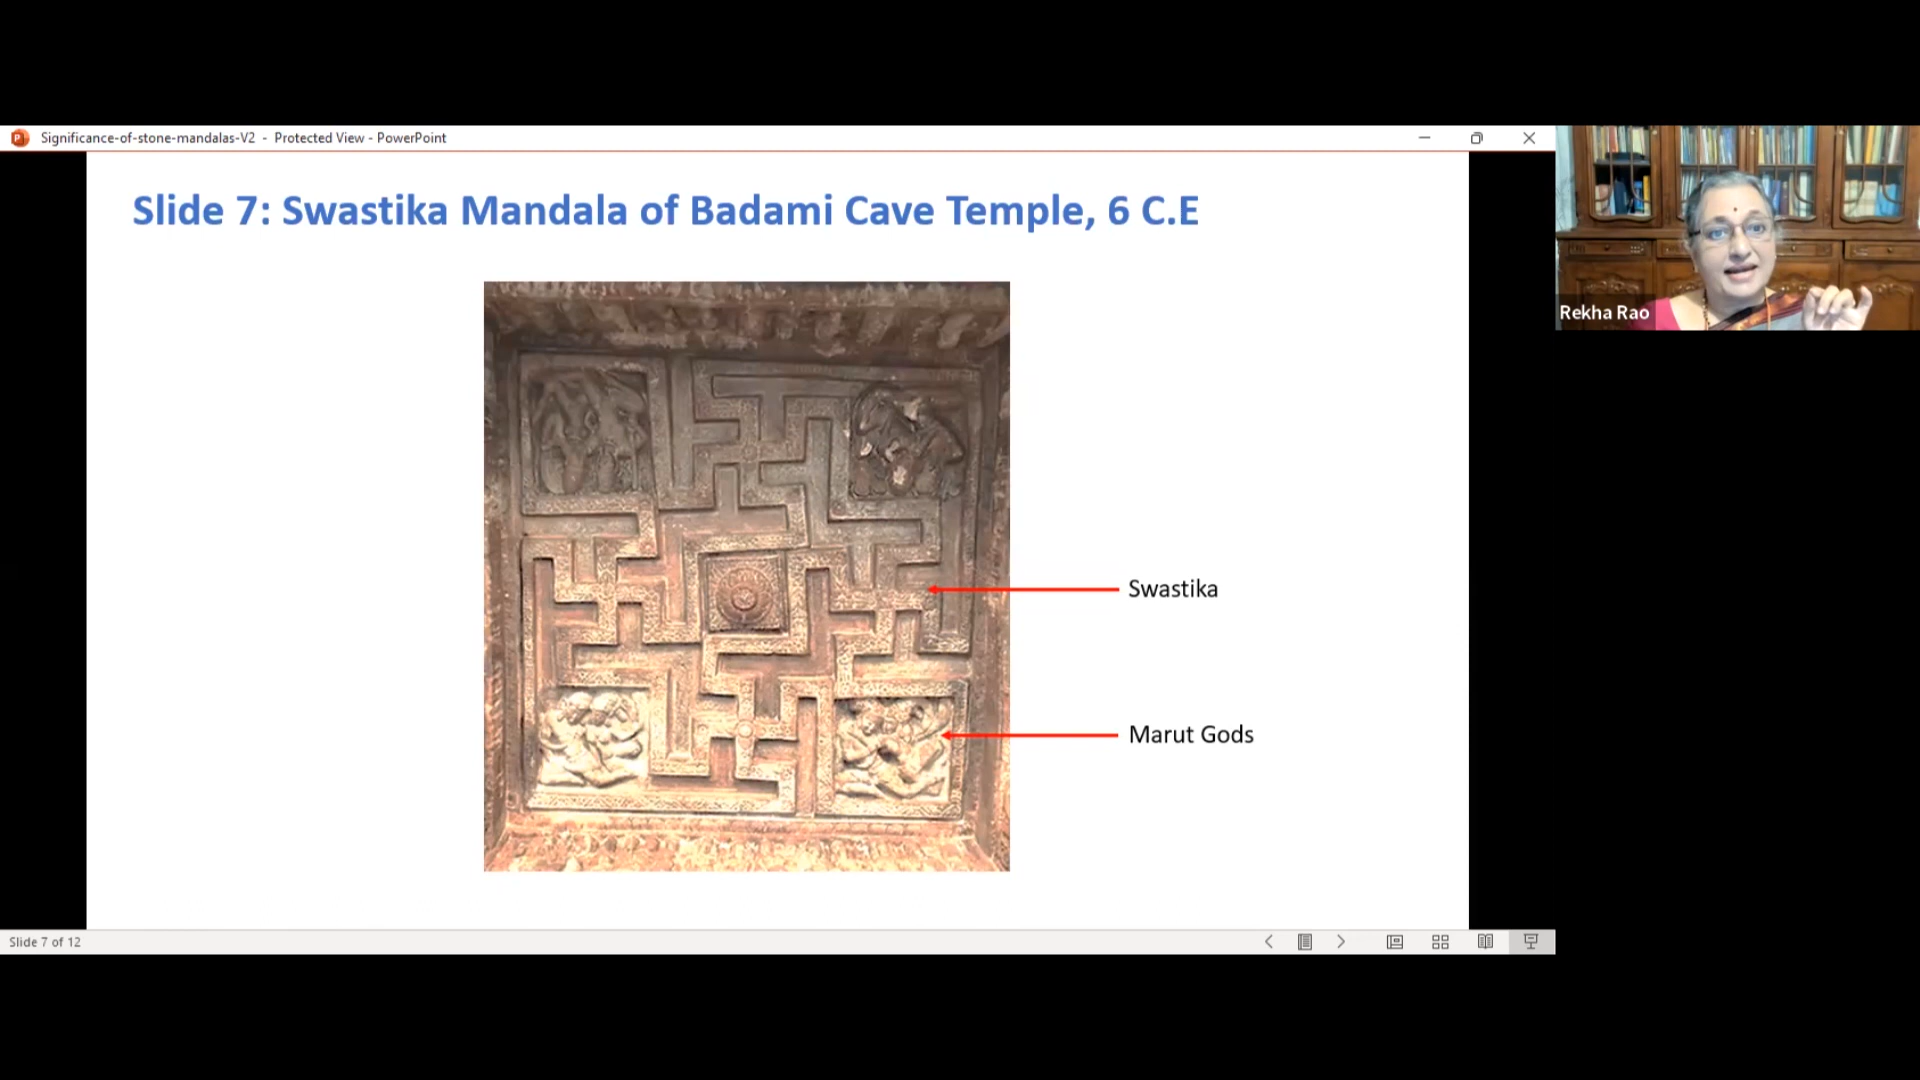 Significance-of-stone-mandalas-V2 - Protected View - PowerPoint
Slide 7: Swastika Mandala of Badami Cave Temple, 6 C.E
Rekha Rao
Swastika
Marut Gods
Slide 7 of 12